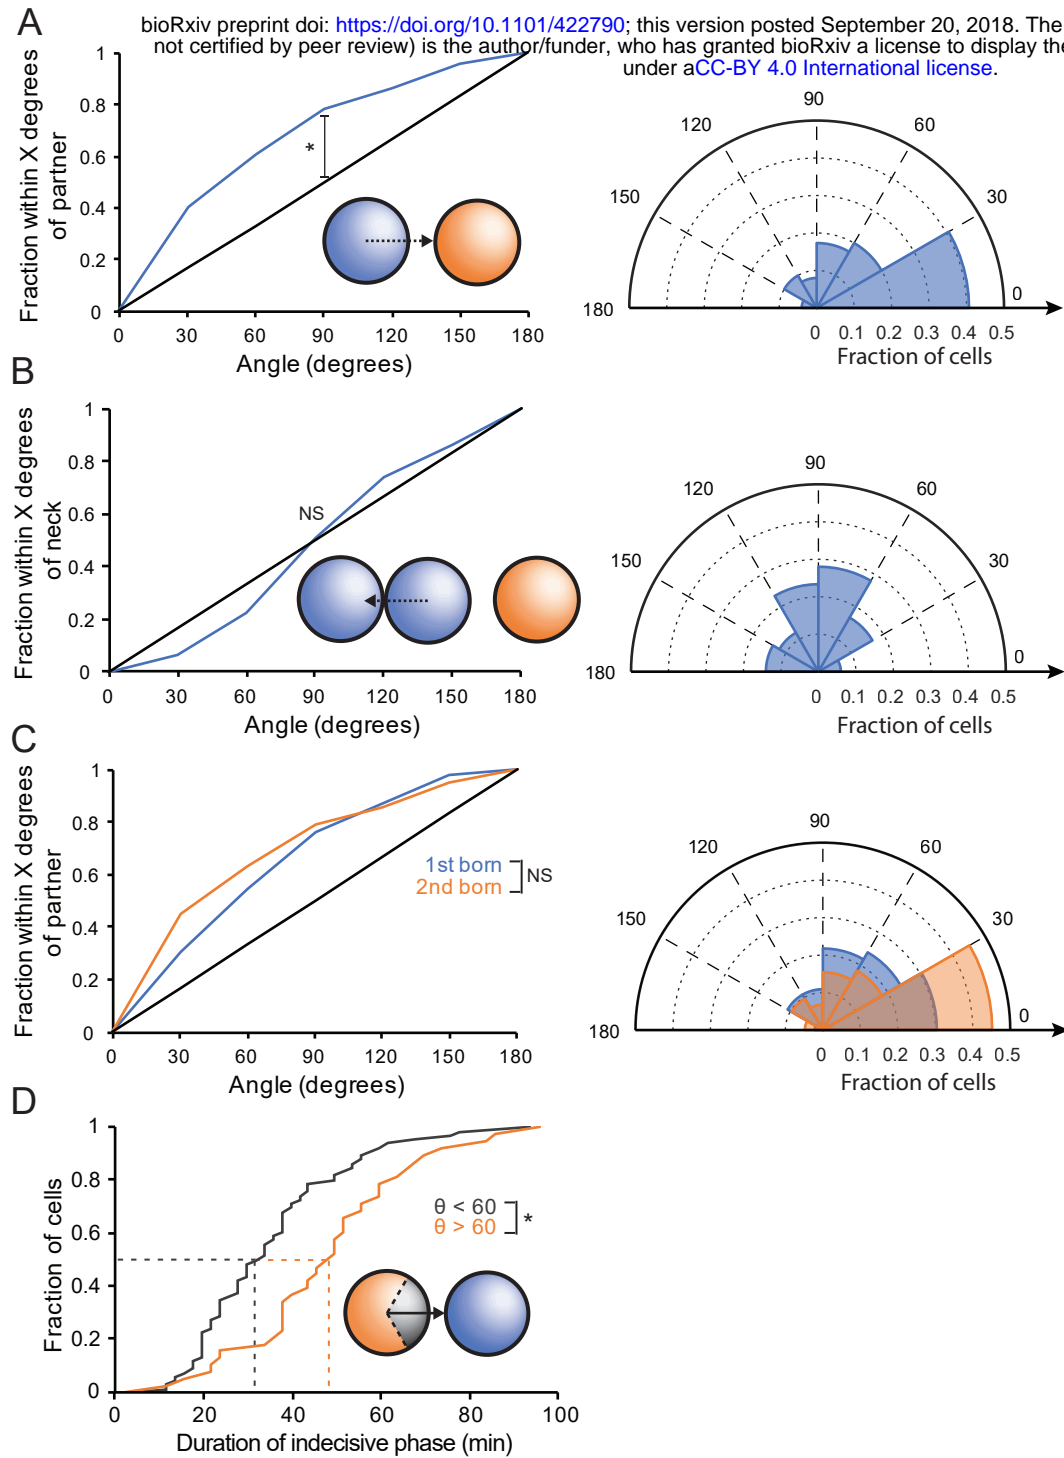 A
bioRxiv preprint doi: https://doi.org/10.1101/422790; this version posted September 20, 2018. The
not certified by peer review) is the author/funder, who has granted bioRxiv a license to display the
under aCC-BY 4.0 International license.
Fraction within X degrees
of partner
1
0.8
0.6
0.4
0.2
0
*
0 30 60 90 120 150 180
Angle (degrees)
90
120 60
150 30
180 0
0 0.1 0.2 0.3 0.4 0.5
Fraction of cells
B
Fraction within X degrees
of neck
1
0.8
0.6
0.4
0.2
0
NS
0 30 60 90 120 150 180
Angle (degrees)
90
120 60
150 30
180 0
0 0.1 0.2 0.3 0.4 0.5
Fraction of cells
C
Fraction within X degrees
of partner
1
0.8
0.6
0.4
0.2
0
1st born
2nd born
NS
0 30 60 90 120 150 180
Angle (degrees)
90
120 60
150 30
180 0
0 0.1 0.2 0.3 0.4 0.5
Fraction of cells
D
Fraction of cells
1
0.8
0.6
0.4
0.2
0
θ < 60
θ > 60
*
0 20 40 60 80 100
Duration of indecisive phase (min)